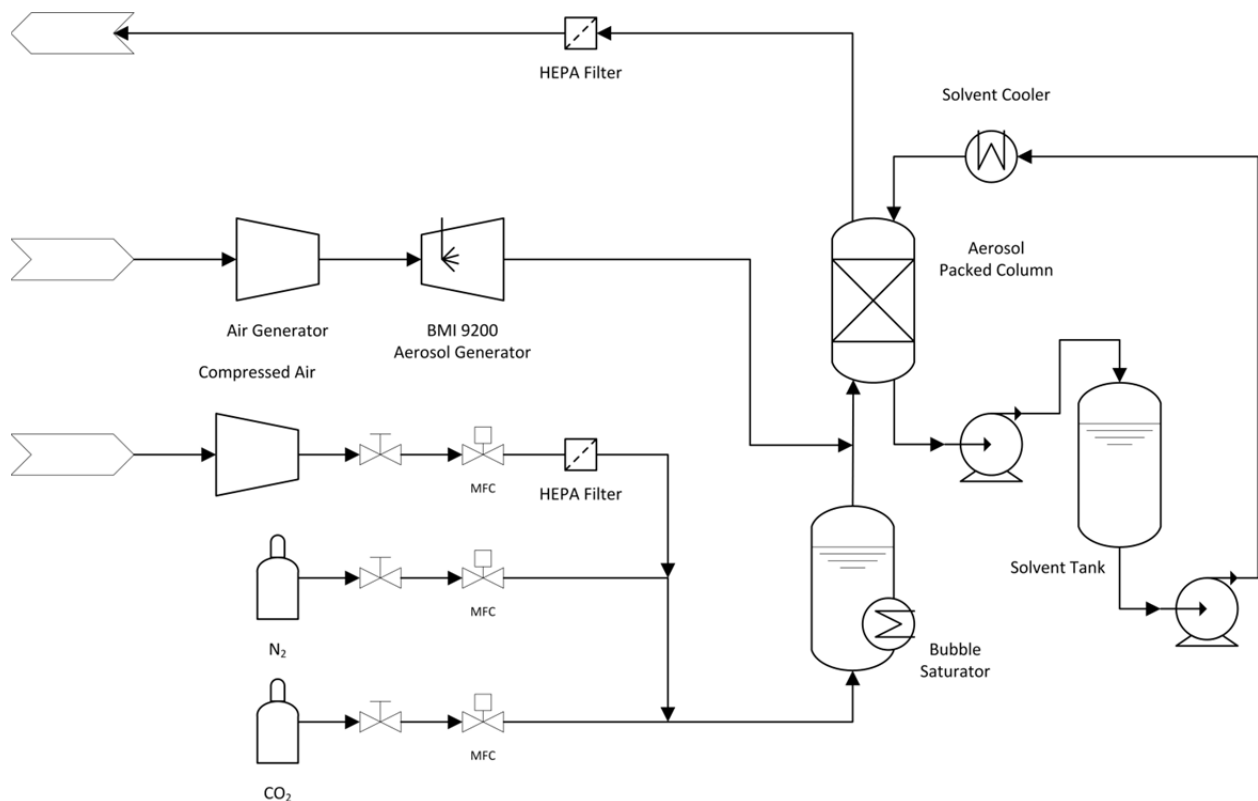 HEPA Filter
Solvent Cooler
Aerosol
Packed Column
Air Generator
BMI 9200
Aerosol Generator
Compressed Air
MFC
HEPA Filter
MFC
Solvent Tank
N₂
Bubble
Saturator
MFC
CO₂